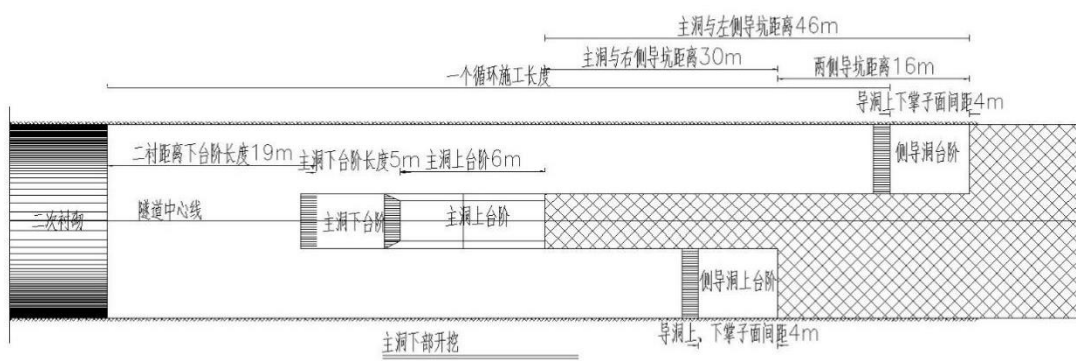 主洞与左侧导坑距离46m
主洞与右侧导坑距离30m
两侧导坑距离16m
一个循环施工长度
导洞上下掌子面间距4m
二衬距离下台阶长度19m
主洞下台阶长度5m
主洞上台阶6m
侧导洞台阶
二次衬砌
隧道中心线
主洞下台阶
主洞上台阶
侧导洞上台阶
导洞上，下掌子面间距4m
主洞下部开挖